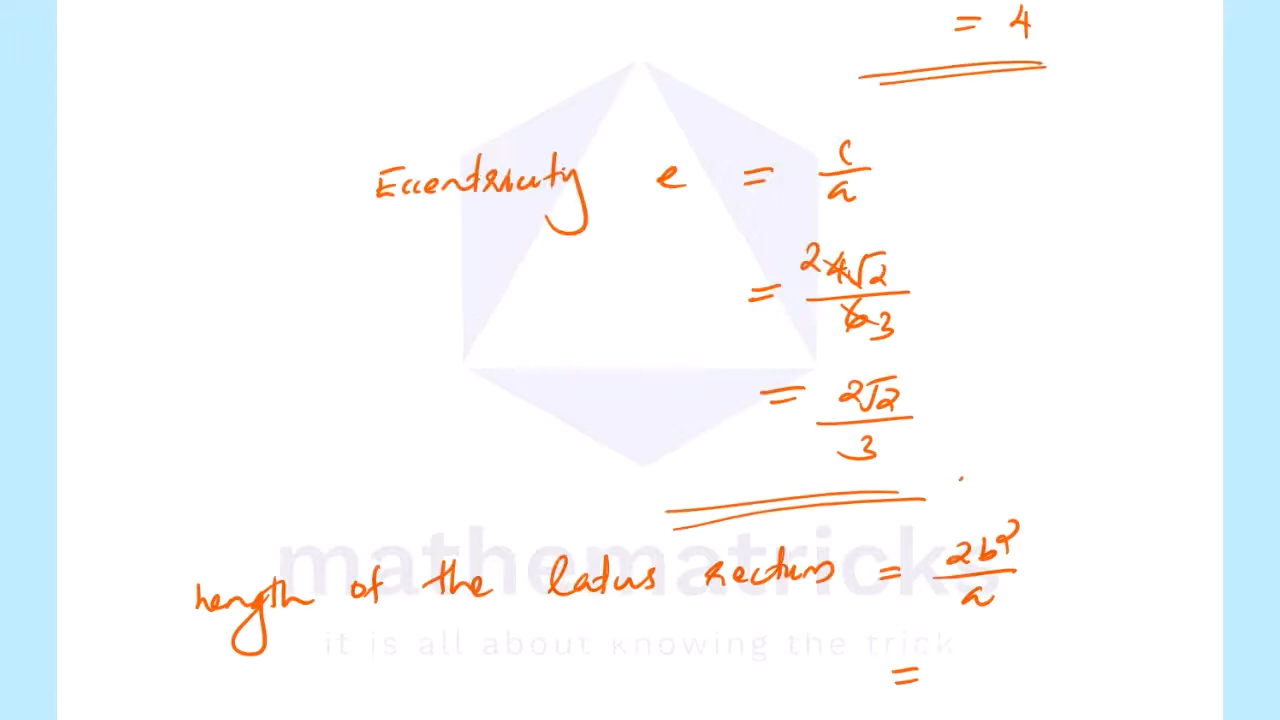 = 4
Eccentricity e = c/a
= 2 4√2 / 6 3
= 2√2 / 3
mathematricks
Length of the latus rectum = 2b²/a
it is all about knowing the trick
=